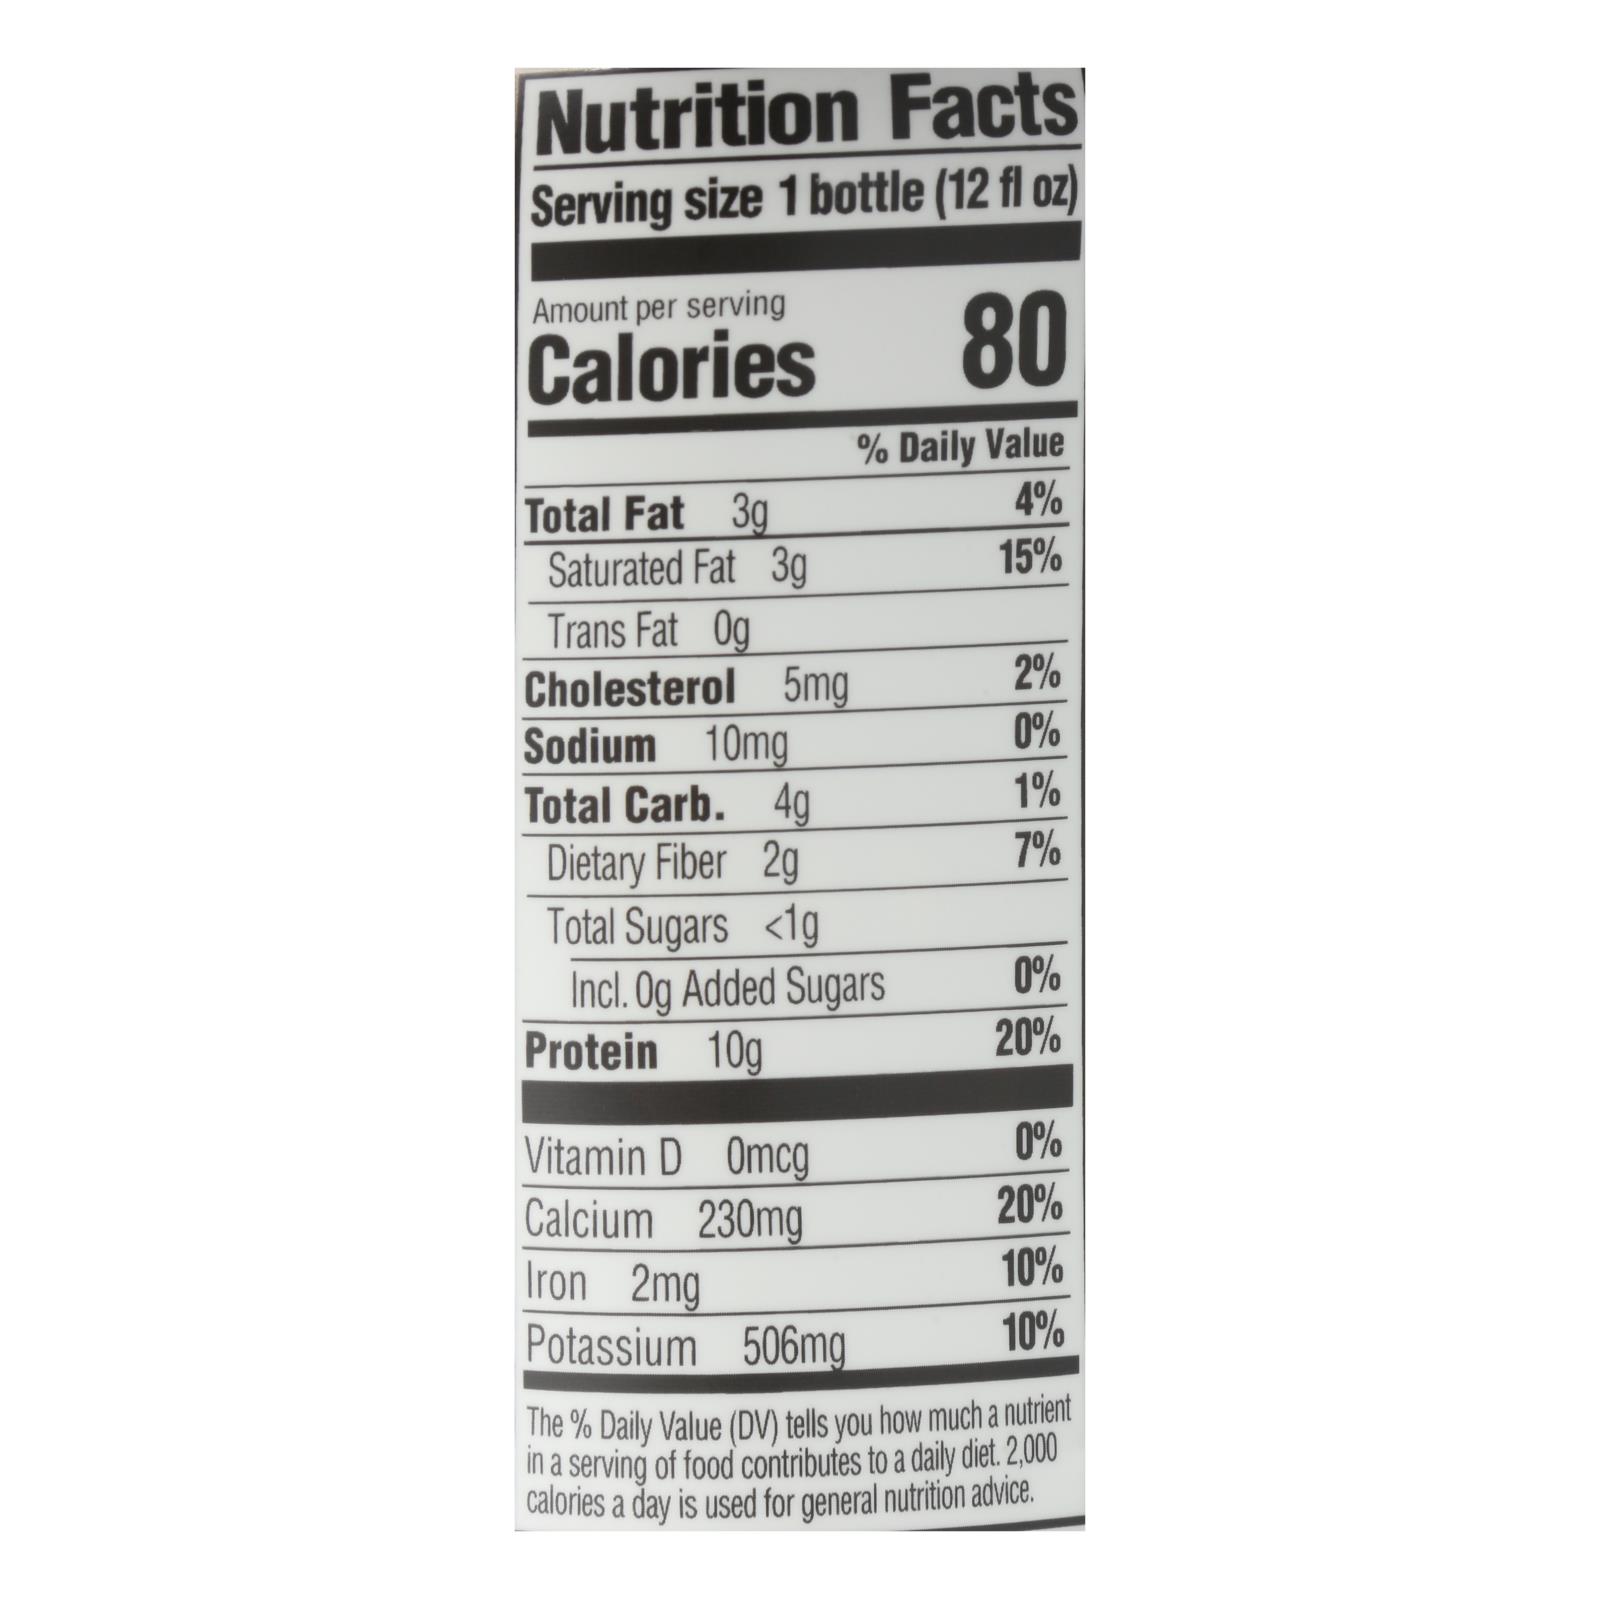 Nutrition Facts
Serving size 1 bottle (12 fl oz)
Amount per serving
Calories 80
% Daily Value
Total Fat 3g 4%
Saturated Fat 3g 15%
Trans Fat 0g
Cholesterol 5mg 2%
Sodium 10mg 0%
Total Carb. 4g 1%
Dietary Fiber 2g 7%
Total Sugars <1g
Incl. 0g Added Sugars 0%
Protein 10g 20%
Vitamin D 0mcg 0%
Calcium 230mg 20%
Iron 2mg 10%
Potassium 506mg 10%
The % Daily Value (DV) tells you how much a nutrient
in a serving of food contributes to a daily diet. 2,000
calories a day is used for general nutrition advice.